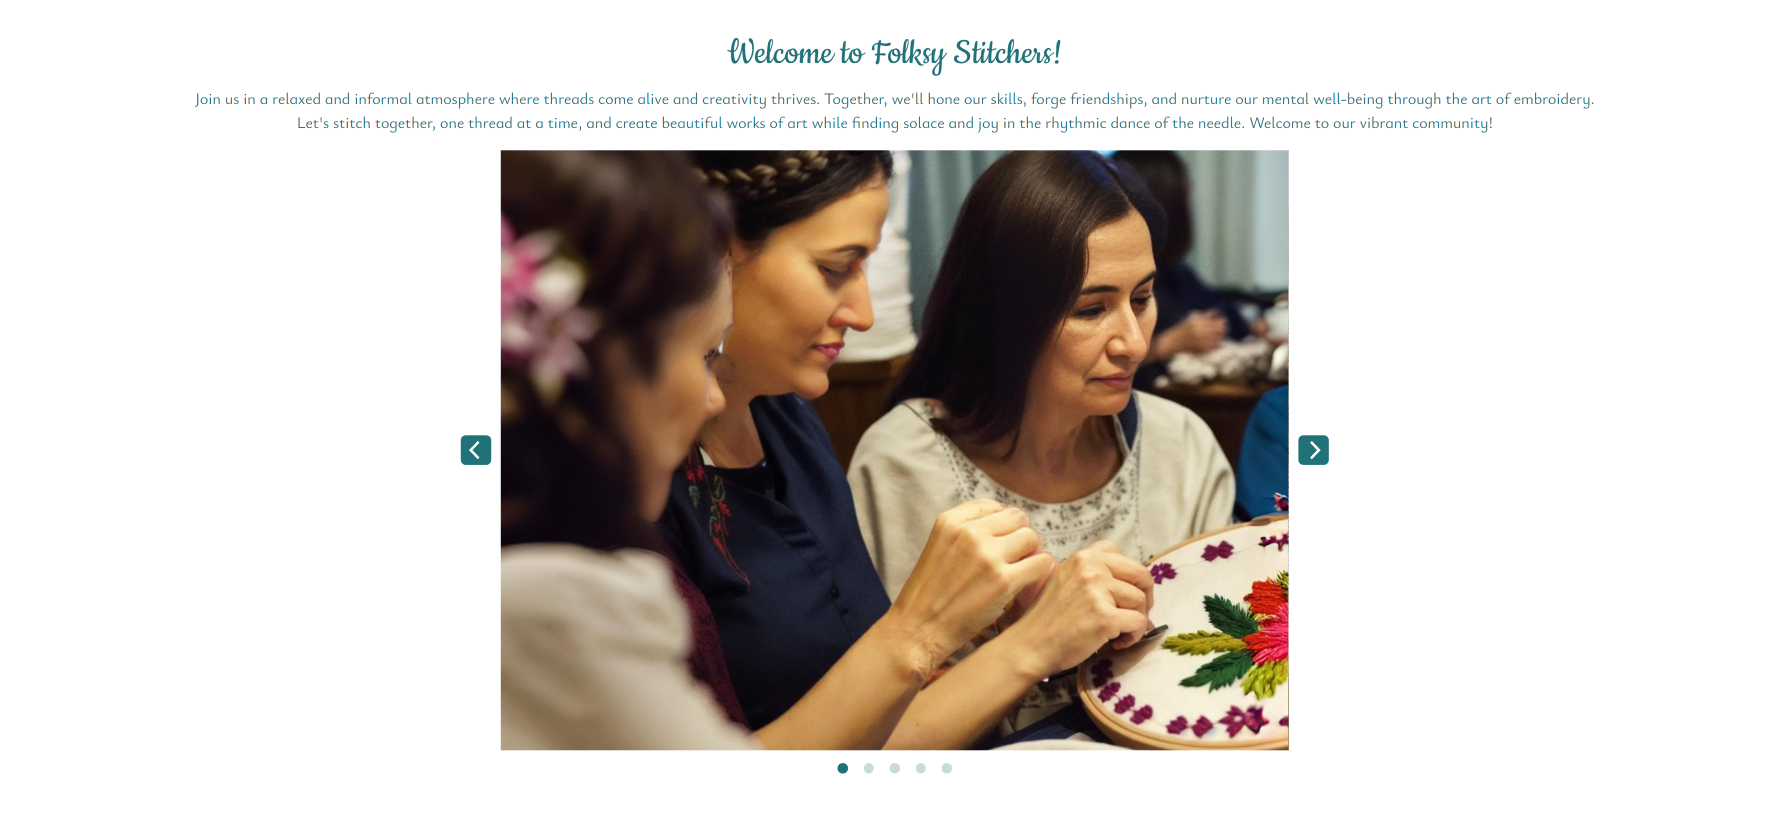 Welcome to Folksy Stitchers!
Join us in a relaxed and informal atmosphere where threads come alive and creativity thrives. Together, we'll hone our skills, forge friendships, and nurture our mental well-being through the art of embroidery.
Let's stitch together, one thread at a time, and create beautiful works of art while finding solace and joy in the rhythmic dance of the needle. Welcome to our vibrant community!